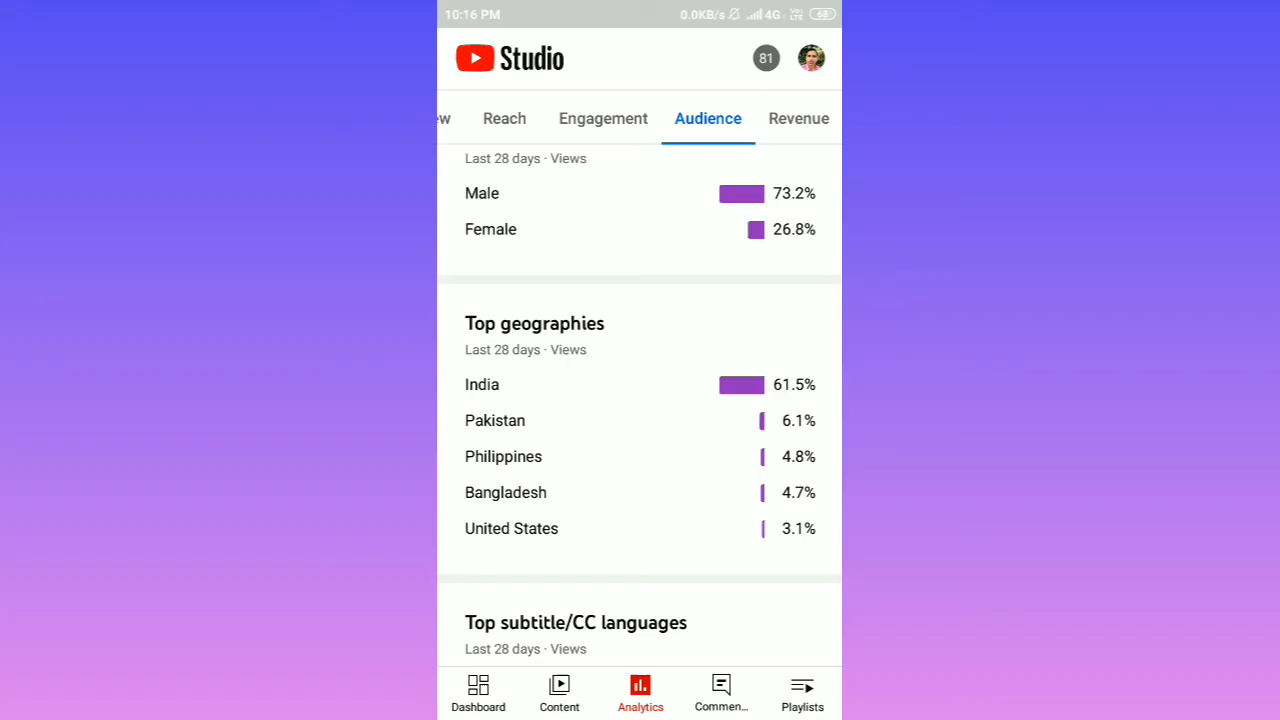 10:16 PM 0.0KB/s 4G VoLTE 68
Studio 81
ew Reach Engagement Audience Revenue
Last 28 days · Views
Male 73.2%
Female 26.8%
Top geographies
Last 28 days · Views
India 61.5%
Pakistan 6.1%
Philippines 4.8%
Bangladesh 4.7%
United States 3.1%
Top subtitle/CC languages
Last 28 days · Views
Dashboard Content Analytics Commen... Playlists